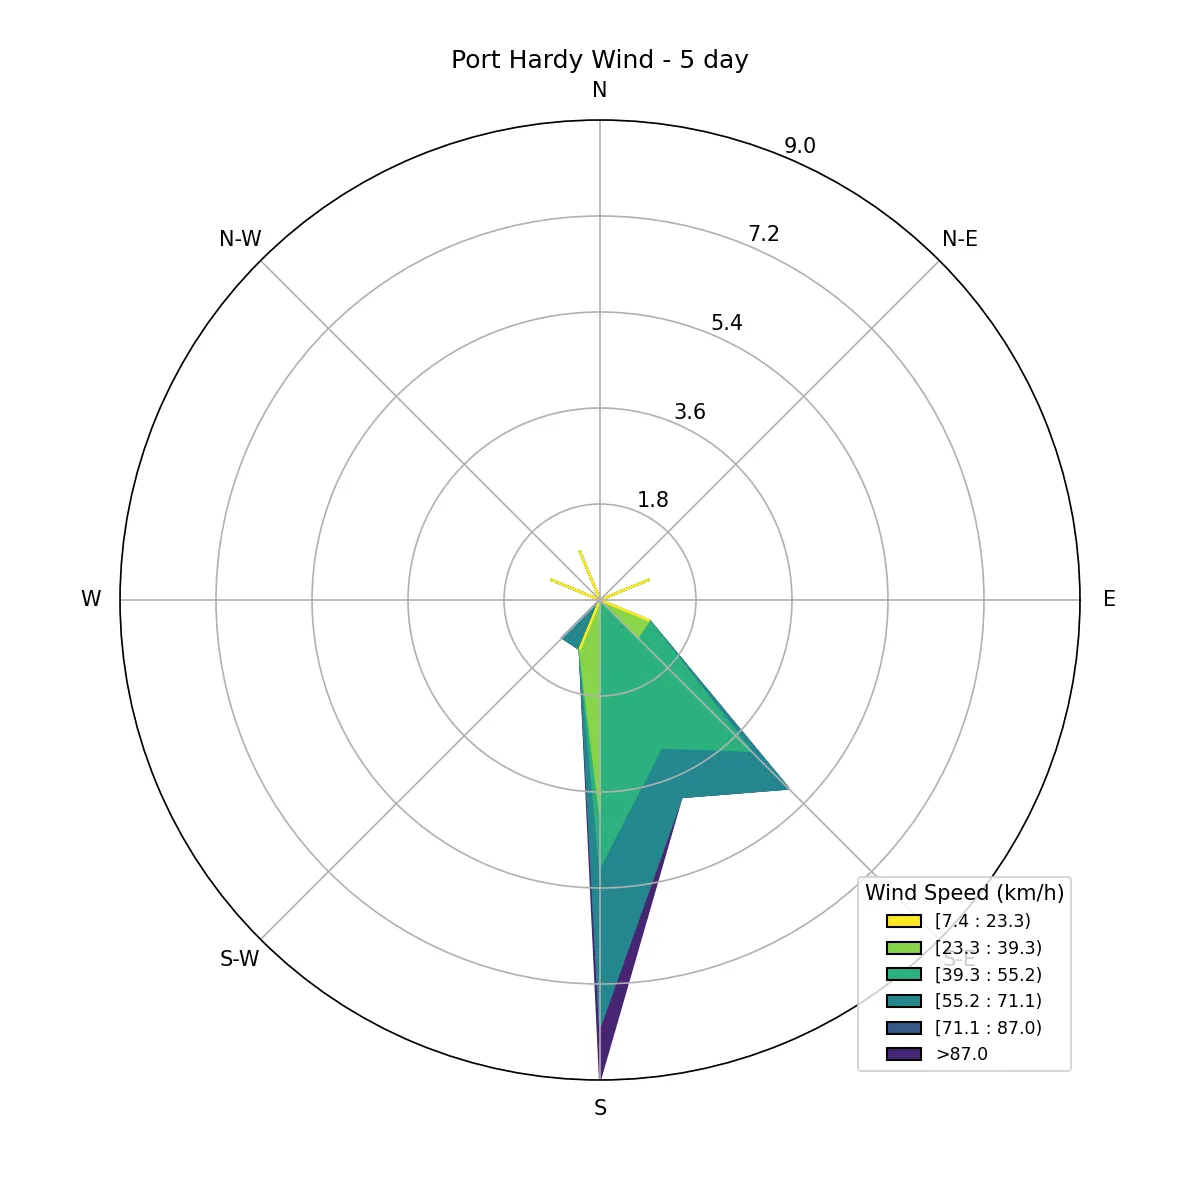 Port Hardy Wind - 5 day
N
9.0
7.2
N-W
N-E
5.4
3.6
1.8
W
E
Wind Speed (km/h)
[7.4 : 23.3)
[23.3 : 39.3)
S-W
S-E
[39.3 : 55.2)
[55.2 : 71.1)
[71.1 : 87.0)
>87.0
S